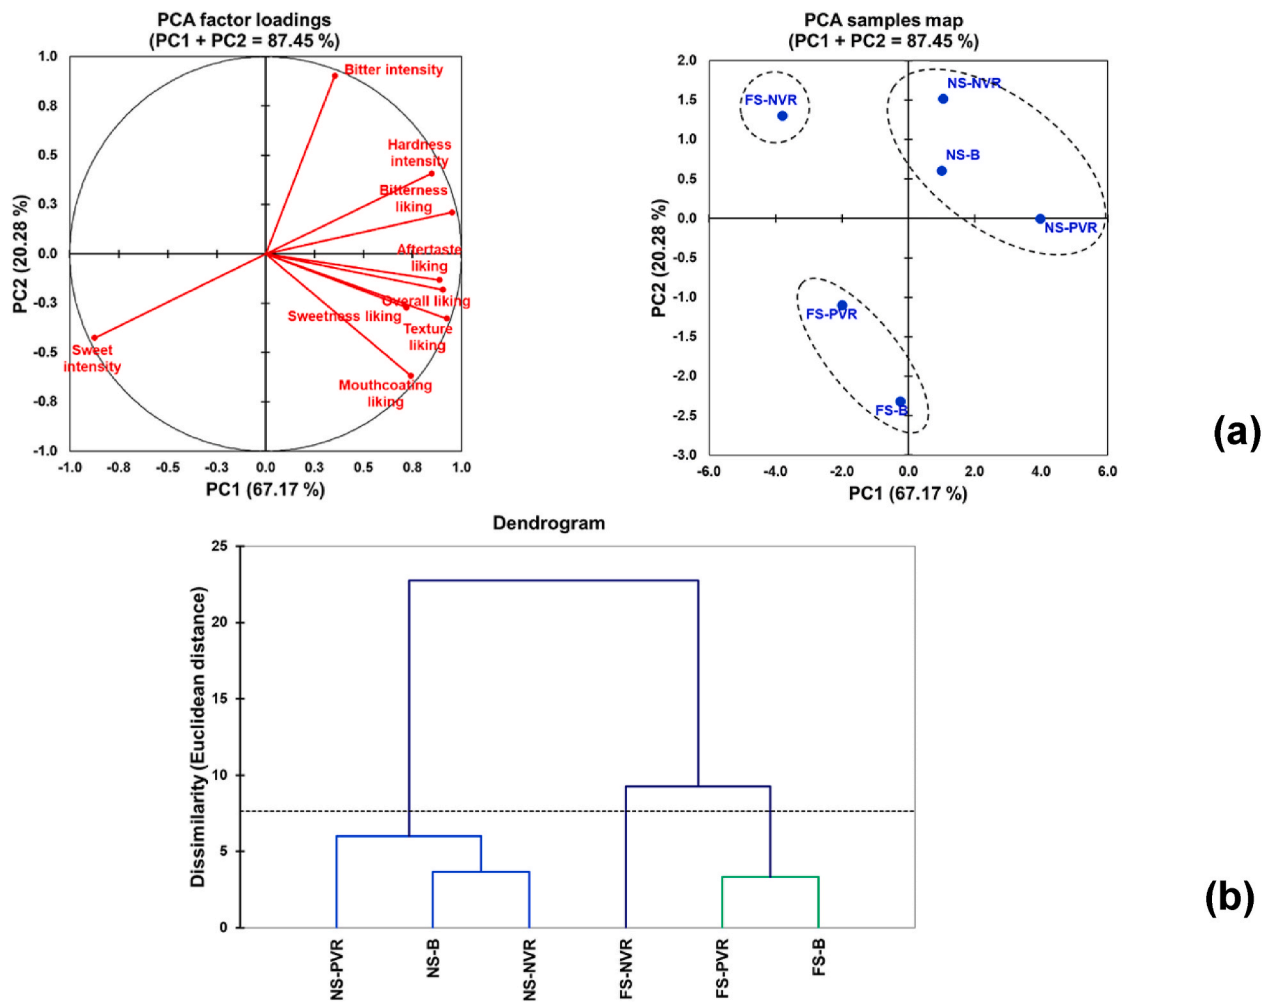 PCA factor loadings
(PC1 + PC2 = 87.45 %)
1.0
0.8
0.5
0.3
0.0
-0.3
-0.5
-0.8
-1.0
PC2 (20.28 %)
Bitter intensity
Hardness
intensity
Bitterness
liking
Aftertaste
liking
Overall liking
Sweetness liking
Texture
liking
Mouthcoating
liking
Sweet
intensity
-1.0 -0.8 -0.5 -0.3 0.0 0.3 0.5 0.8 1.0
PC1 (67.17 %)
PCA samples map
(PC1 + PC2 = 87.45 %)
2.0
1.5
1.0
0.5
0.0
-0.5
-1.0
-1.5
-2.0
-2.5
-3.0
PC2 (20.28 %)
FS-NVR
NS-NVR
NS-B
NS-PVR
FS-PVR
FS-B
-6.0 -4.0 -2.0 0.0 2.0 4.0 6.0
PC1 (67.17 %)
(a)
Dendrogram
25
20
15
10
5
0
Dissimilarity (Euclidean distance)
NS-PVR
NS-B
NS-NVR
FS-NVR
FS-PVR
FS-B
(b)